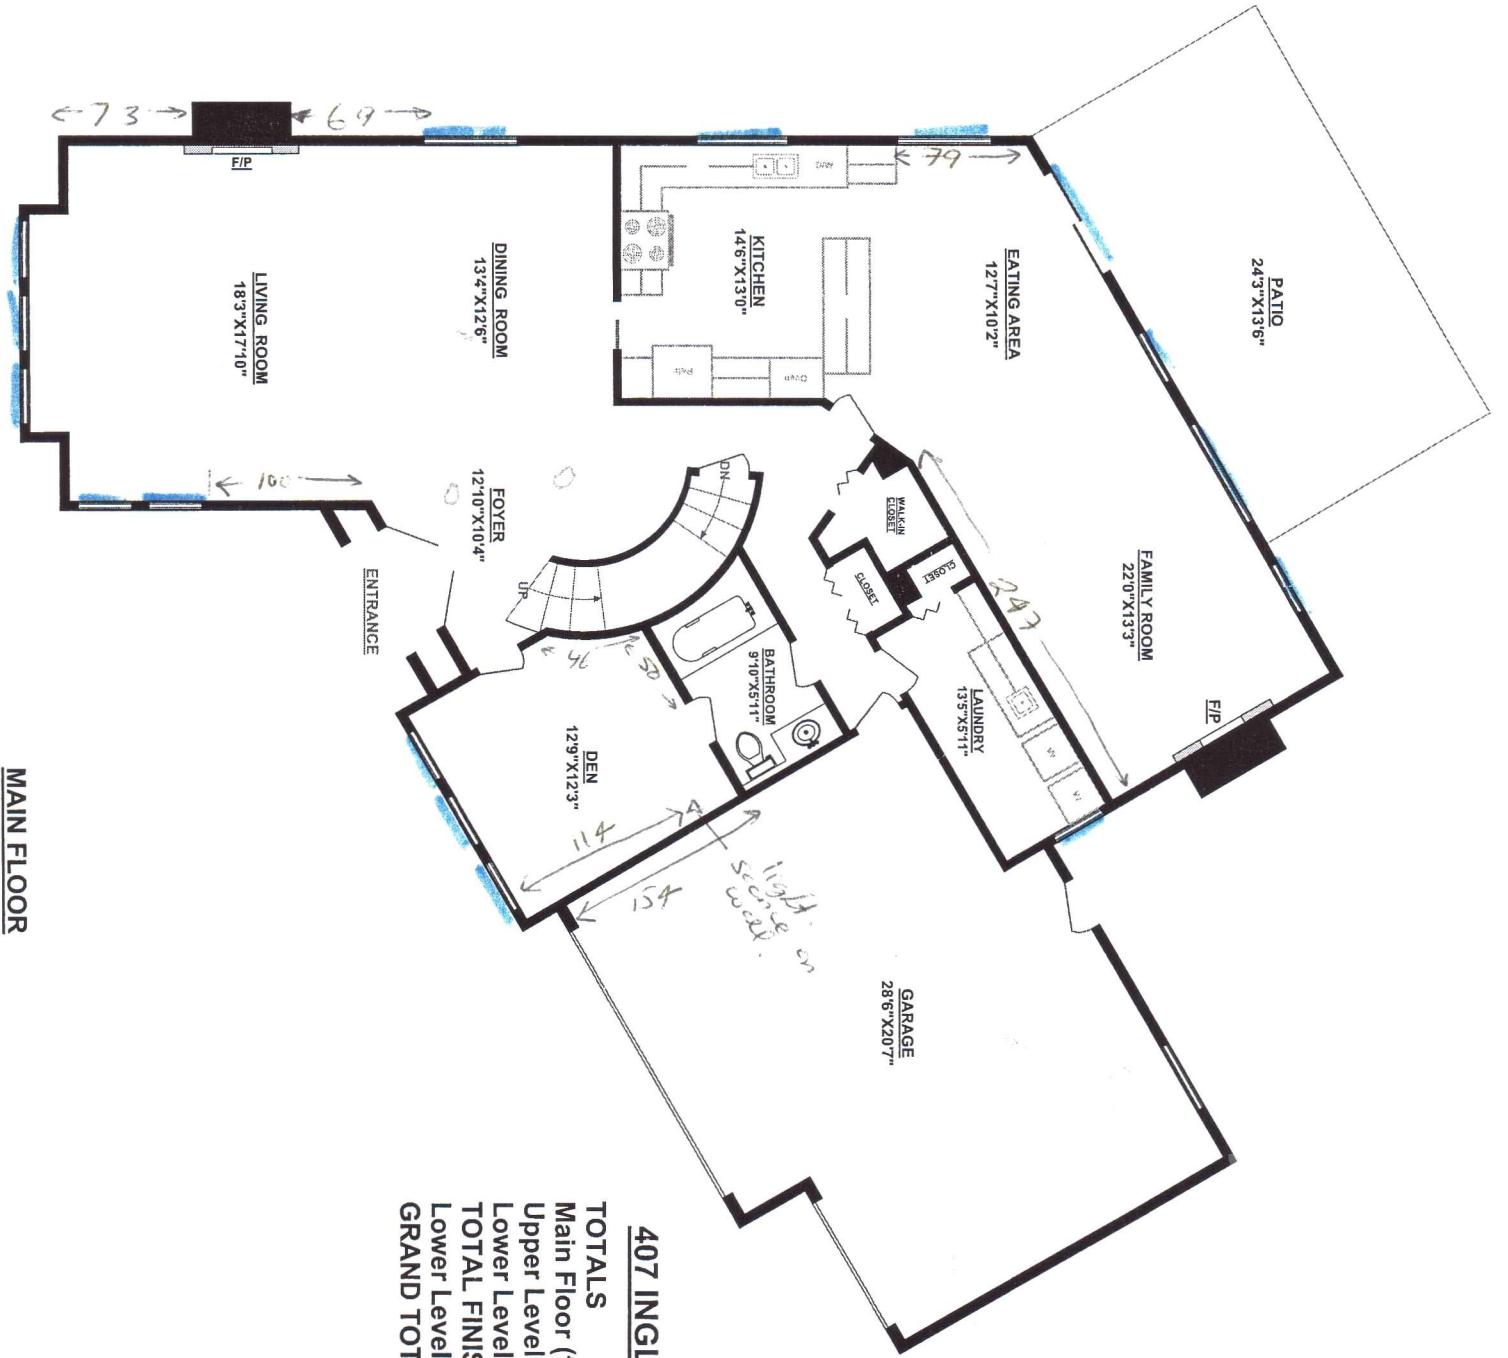 PATIO
24'3"X13'6"
FAMILY ROOM
22'0"X13'3"
F/P
EATING AREA
12'7"X10'2"
79
247
CLOSET
LAUNDRY
13'5"X5'11"
W
WALK-IN
CLOSET
CLOSET
GARAGE
28'6"X20'7"
KITCHEN
14'6"X13'0"
Oven
Refr
DN
BATHROOM
9'10"X5'11"
light
sconce on
wall.
50
46
DEN
12'9"X12'3"
114
154
UP
DINING ROOM
13'4"X12'6"
FOYER
12'10"X10'4"
ENTRANCE
69
73
F/P
LIVING ROOM
18'3"X17'10"
100
407 INGL
TOTALS
Main Floor (
Upper Level
Lower Level
TOTAL FINIS
Lower Level
GRAND TOT
MAIN FLOOR